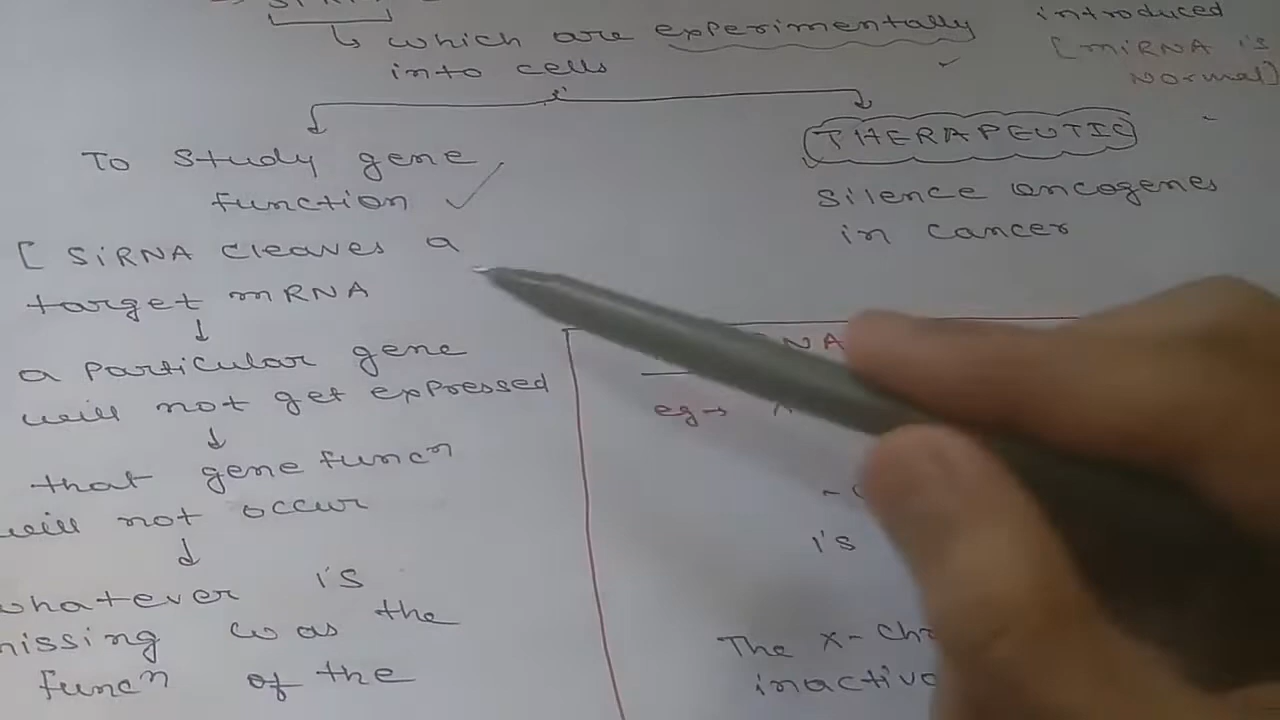 which are experimentally introduced
into cells
[miRNA is
Normal]
To study gene
function
[ SiRNA cleaves a
target mRNA
a particular gene
will not get expressed
that gene funcn
will not occur
whatever is
missing was the
funcn of the
THERAPEUTIC
Silence oncogenes
in cancer
eg→
is
The X-Chr
inactive